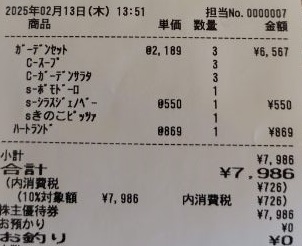 2025年02月13日(木) 13:51 担当No.0000007
商品 単価 数量 金額
ガーデンセット @2,189 3 ¥6,567
C-スープ 3
C-ガーデンサラダ 3
s-ポモドーロ 1
s-シラスジェノベー @550 1 ¥550
sきのこピッツァ 1
ハートランド @869 1 ¥869
小計 ¥7,986
合計 ¥7,986
(内消費税 ¥726)
(10%対象額 ¥7,986 内消費税 ¥726)
株主優待券 ¥7,986
お預かり ¥0
お釣り ¥0